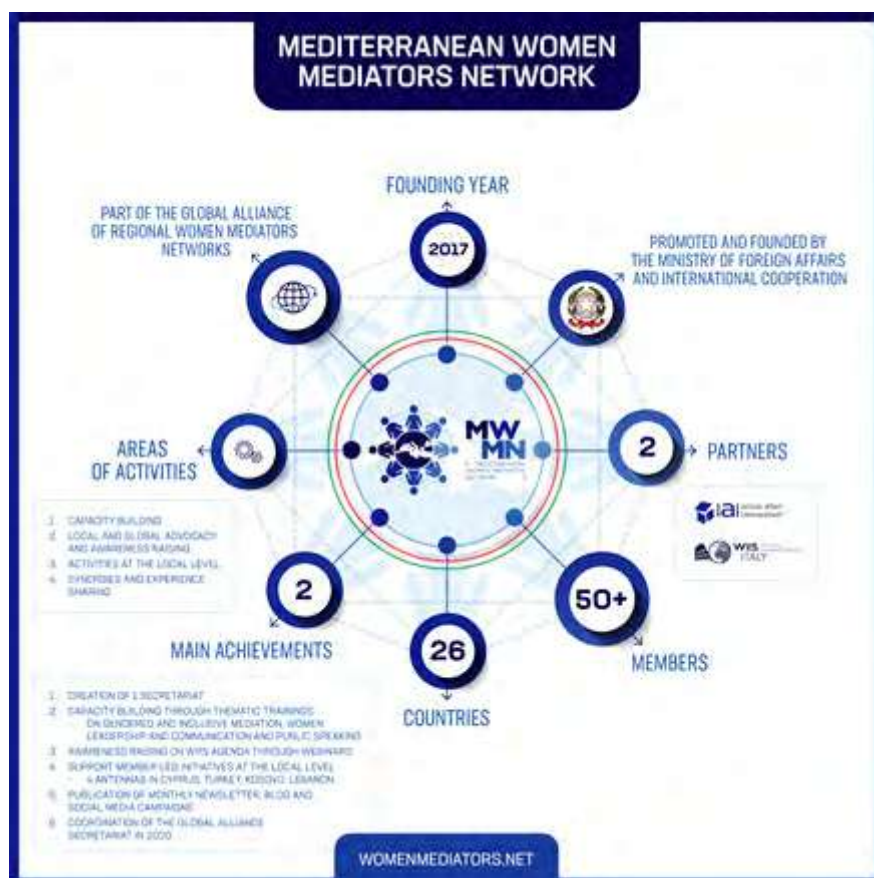 MEDITERRANEAN WOMEN
MEDIATORS NETWORK
FOUNDING YEAR
2017
PART OF THE GLOBAL ALLIANCE
OF REGIONAL WOMEN MEDIATORS
NETWORKS
PROMOTED AND FOUNDED BY
THE MINISTRY OF FOREIGN AFFAIRS
AND INTERNATIONAL COOPERATION
AREAS
OF ACTIVITIES
1. CAPACITY BUILDING
2. LOCAL AND GLOBAL ADVOCACY
AND AWARENESS RAISING
3. ACTIVITIES AT THE LOCAL LEVEL
4. SYNERGIES AND EXPERIENCE
SHARING
MW
MN
2
PARTNERS
iai
WIIS
ITALY
2
MAIN ACHIEVEMENTS
50+
MEMBERS
26
COUNTRIES
1. CREATION OF 1 SECRETARIAT
2. CAPACITY BUILDING THROUGH THEMATIC TRAININGS
ON GENDERED AND INCLUSIVE MEDIATION, WOMEN
LEADERSHIP AND COMMUNICATION AND PUBLIC SPEAKING
3. AWARENESS RAISING ON WPS AGENDA THROUGH WEBINARS
4. SUPPORT MEMBER-LED INITIATIVES AT THE LOCAL LEVEL
- 4 ANTENNAS IN CYPRUS, TURKEY, KOSOVO, LEBANON
5. PUBLICATION OF MONTHLY NEWSLETTER, BLOG AND
SOCIAL MEDIA CAMPAIGNS
6. COORDINATION OF THE GLOBAL ALLIANCE
SECRETARIAT IN 2020
WOMENMEDIATORS.NET